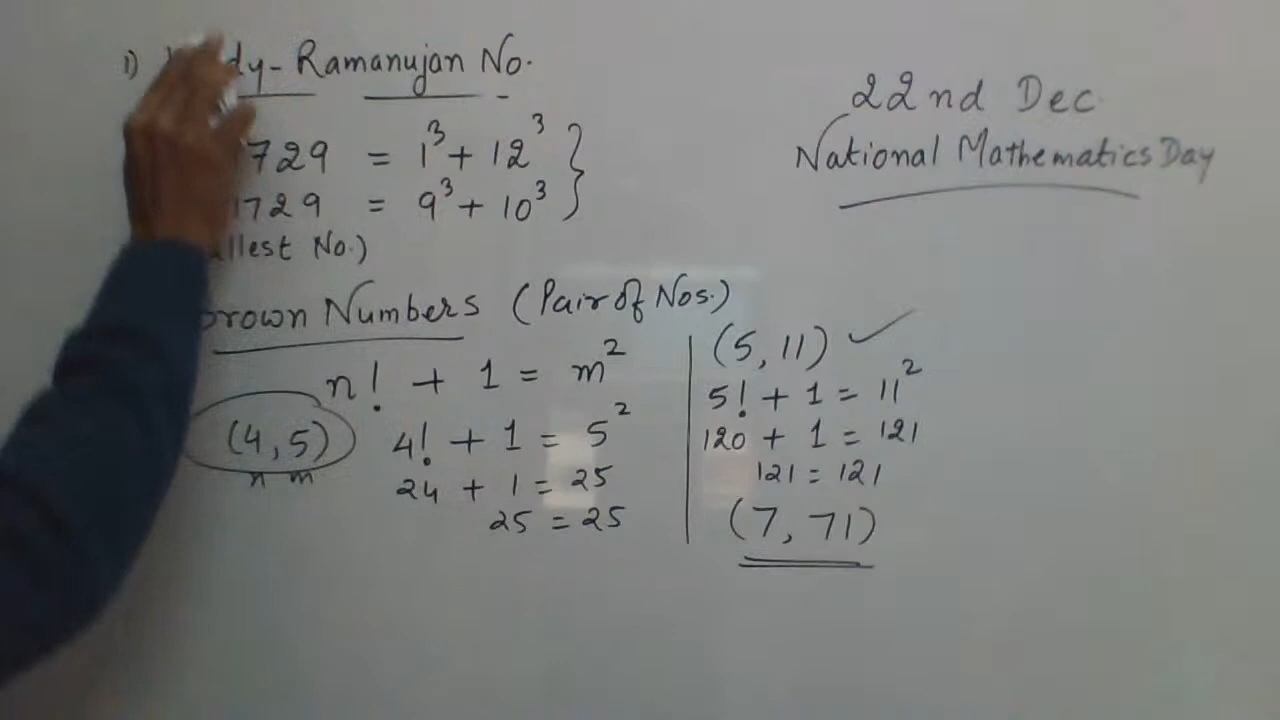 1) dy- Ramanujan No.
729 = 1³ + 12³ }
1729 = 9³ + 10³
llest No.)
Brown Numbers (Pair of Nos.)
n! + 1 = m²
(4, 5) 4! + 1 = 5²
n m 24 + 1 = 25
25 = 25
(5, 11) ✓
5! + 1 = 11²
120 + 1 = 121
121 = 121
(7, 71)
22nd Dec
National Mathematics Day